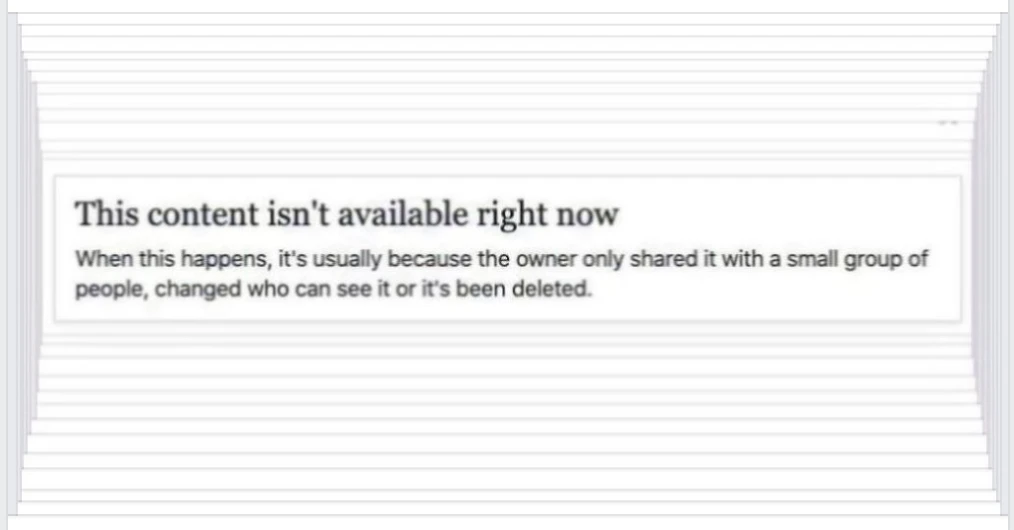 This content isn't available right now
When this happens, it's usually because the owner only shared it with a small group of
people, changed who can see it or it's been deleted.